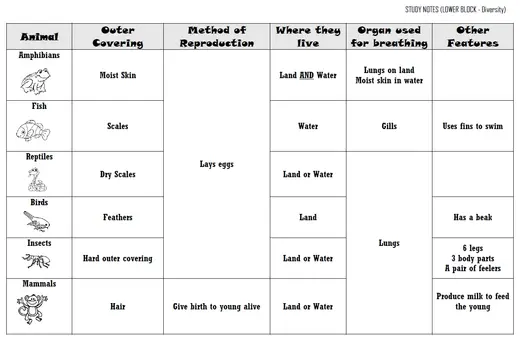 STUDY NOTES (LOWER BLOCK - Diversity)
Animal
Outer
Covering
Method of
Reproduction
Where they
live
Organ used
for breathing
Other
Features
Amphibians
Moist Skin
Lays eggs
Land AND Water
Lungs on land
Moist skin in water
Fish
Scales
Water
Gills
Uses fins to swim
Reptiles
Dry Scales
Land or Water
Lungs
Birds
Feathers
Land
Has a beak
Insects
Hard outer covering
Land or Water
6 legs
3 body parts
A pair of feelers
Mammals
Hair
Give birth to young alive
Land or Water
Produce milk to feed
the young